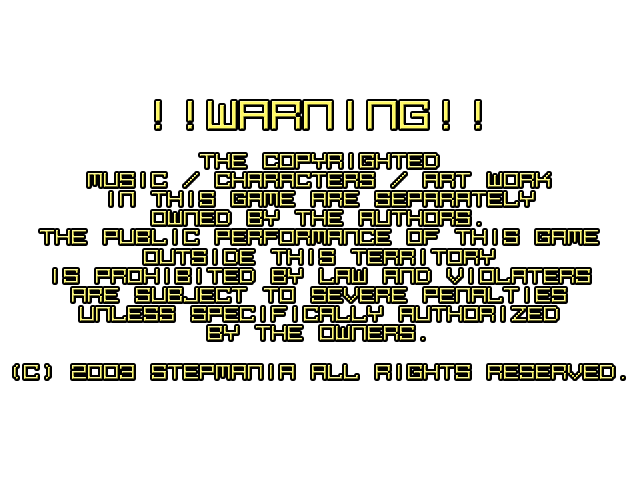 !!WARNING!!
THE COPYRIGHTED
MUSIC / CHARACTERS / ART WORK
IN THIS GAME ARE SEPARATELY
OWNED BY THE AUTHORS.
THE PUBLIC PERFORMANCE OF THIS GAME
OUTSIDE THIS TERRITORY
IS PROHIBITED BY LAW AND VIOLATERS
ARE SUBJECT TO SEVERE PENALTIES
UNLESS SPECIFICALLY AUTHORIZED
BY THE OWNERS.
(C) 2003 STEPMANIA ALL RIGHTS RESERVED.